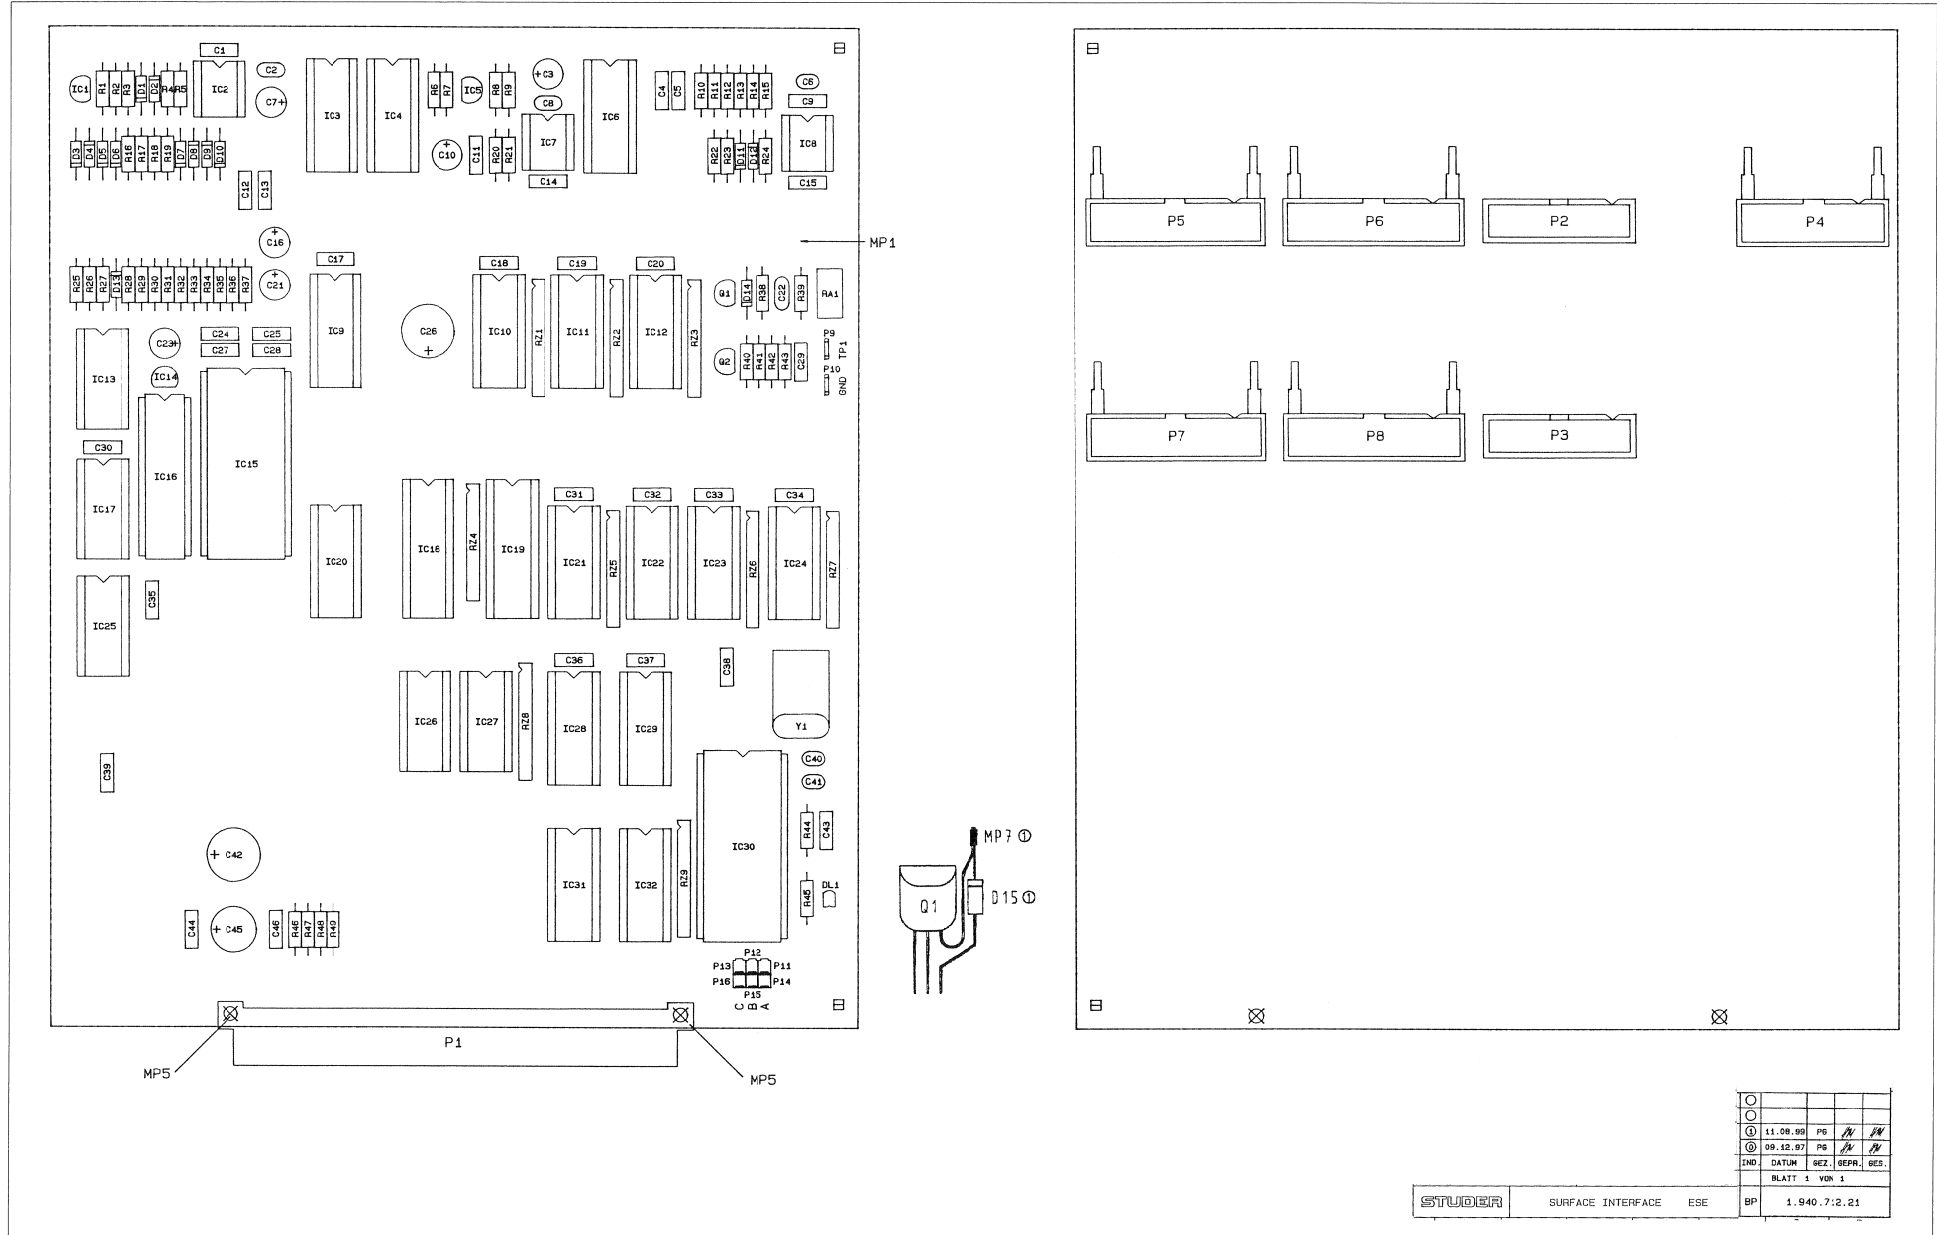 C1
IC1 R1 R2 R3 D1 D2 R4 R5 IC2 C2 C7+ IC3 IC4 R6 R7 IC5 R8 R9 +C3 C8 IC7 IC6 C4 C5 R10 R11 R12 R13 R14 R15 C6 C9 IC8
D3 D4 D5 D6 R16 R17 R18 R19 D7 D8 D9 D10 + C10 C11 R20 R21 C14 R22 R23 D11 D12 R24 C15
C12 C13
+ C16
MP1
C17 C18 C19 C20
R25 R26 R27 D13 R28 R29 R30 R31 R32 R33 R34 R35 R36 R37 + C21 Q1 D14 R38 C22 R39 RA1
C23+ C24 C25 IC9 C26 + IC10 RZ1 IC11 RZ2 IC12 RZ3 P9 TP1
C27 C28
IC13 IC14 Q2 R40 R41 R42 R43 C29 P10 GND
C30 IC16 IC15
IC17 C31 C32 C33 C34
IC20 IC18 RZ4 IC19 IC21 RZ5 IC22 IC23 RZ6 IC24 RZ7
C35
IC25
C36 C37 C38
IC26 IC27 RZ8 IC28 IC29 Y1
C39 C40
C41
+ C42 IC31 IC32 RZ9 IC30 R44 C43
R45 DL1
C44 + C45 C46 R46 R47 R48 R49
P12
P13 P11
P16 P14
P15
C B A
P1
MP5 MP5
MP7 ①
D15 ①
Q1
P5 P6 P2 P4
P7 P8 P3
① 11.08.99 PG
⓪ 09.12.97 PG
IND. DATUM GEZ. GEPR. GES.
BLATT 1 VON 1
STUDER SURFACE INTERFACE ESE BP 1.940.712.21